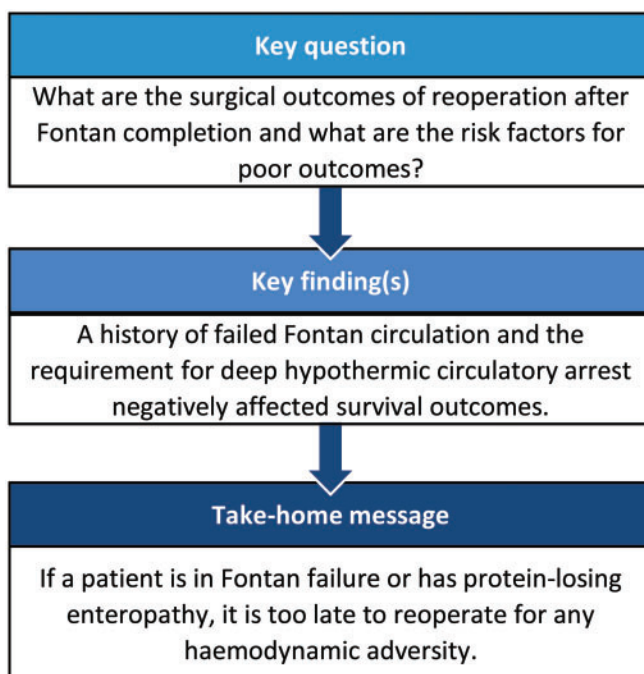 Key question
What are the surgical outcomes of reoperation after
Fontan completion and what are the risk factors for
poor outcomes?
Key finding(s)
A history of failed Fontan circulation and the
requirement for deep hypothermic circulatory arrest
negatively affected survival outcomes.
Take-home message
If a patient is in Fontan failure or has protein-losing
enteropathy, it is too late to reoperate for any
haemodynamic adversity.